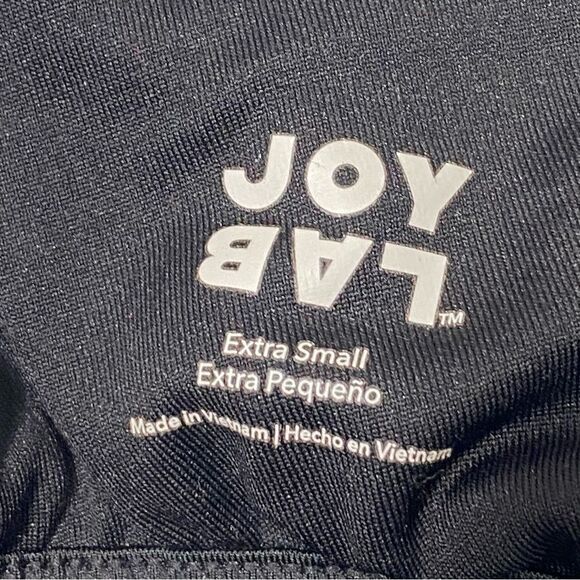 JOY
LAB™
Extra Small
Extra Pequeño
Made In Vietnam | Hecho en Vietnam